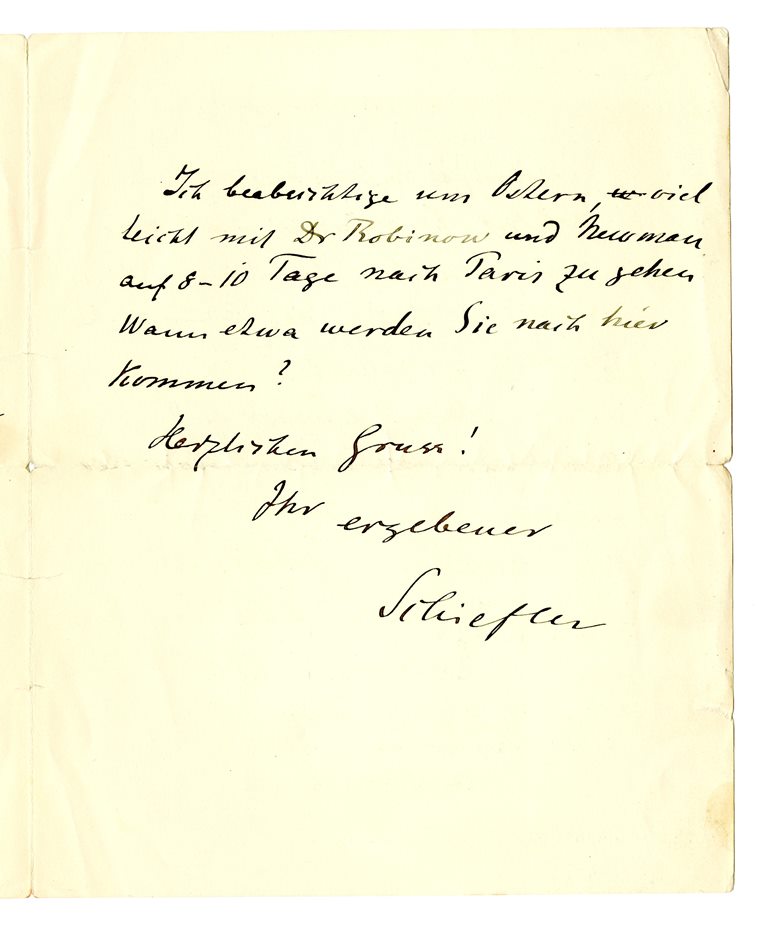 Ich beabsichtige um Ostern, viel
leicht mit Dr Robinow und Newman
auf 8-10 Tage nach Paris zu gehen
Wann etwa werden Sie nach hier
kommen?
Herzlichen Gruss!
Ihr ergebener
Schiefler